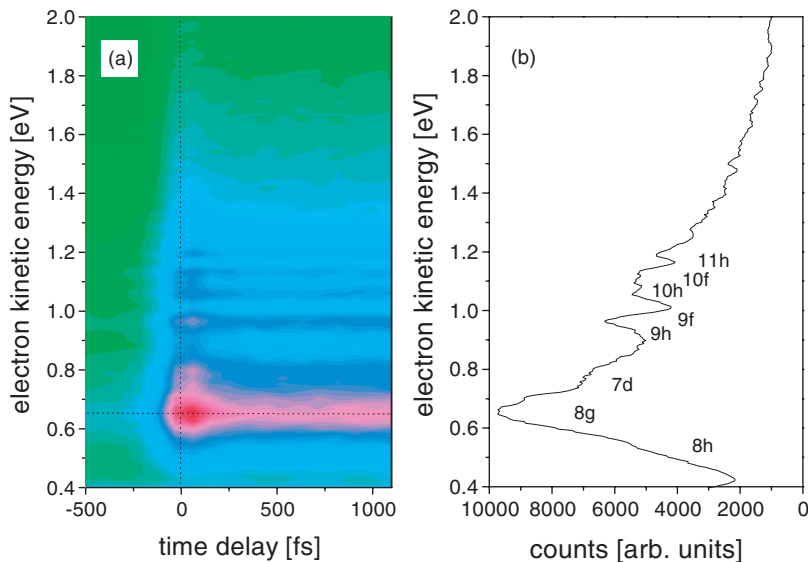 (a)
2.0
1.8
1.6
1.4
1.2
1.0
0.8
0.6
0.4
electron kinetic energy [eV]
-500
0
500
1000
time delay [fs]
(b)
2.0
1.8
1.6
1.4
1.2
1.0
0.8
0.6
0.4
electron kinetic energy [eV]
11h
10f
10h
9f
9h
7d
8g
8h
10000
8000
6000
4000
2000
0
counts [arb. units]